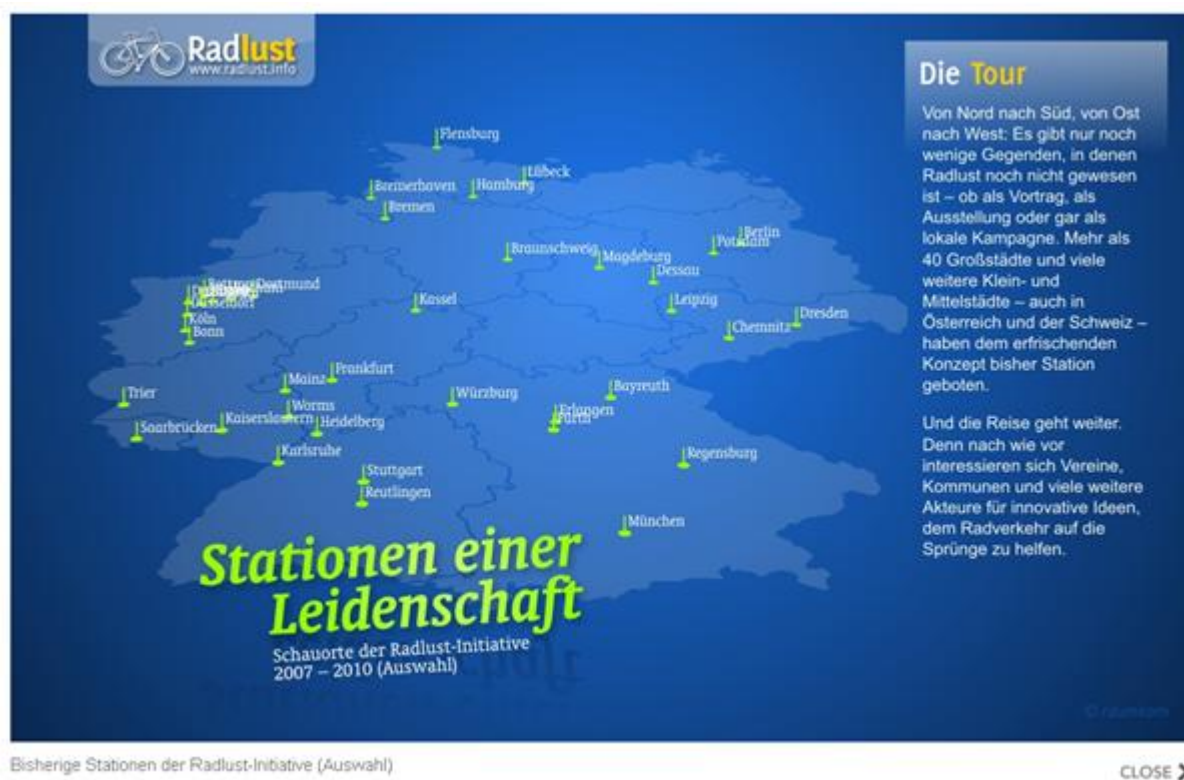 Radlust
www.radlust.info
Die Tour
Von Nord nach Süd, von Ost
nach West: Es gibt nur noch
wenige Gegenden, in denen
Radlust noch nicht gewesen
ist – ob als Vortrag, als
Ausstellung oder gar als
lokale Kampagne. Mehr als
40 Großstädte und viele
weitere Klein- und
Mittelstädte – auch in
Österreich und der Schweiz –
haben dem erfrischenden
Konzept bisher Station
geboten.
Und die Reise geht weiter.
Denn nach wie vor
interessieren sich Vereine,
Kommunen und viele weitere
Akteure für innovative Ideen,
dem Radverkehr auf die
Sprünge zu helfen.
Flensburg
Lübeck
Bremerhaven
Hamburg
Bremen
Berlin
Potsdam
Braunschweig
Magdeburg
Dessau
Dortmund
Düsseldorf
Kassel
Leipzig
Köln
Dresden
Bonn
Chemnitz
Frankfurt
Mainz
Trier
Würzburg
Bayreuth
Worms
Erlangen
Kaiserslautern
Heidelberg
Fürth
Saarbrücken
Karlsruhe
Regensburg
Stuttgart
Reutlingen
München
Stationen einer
Leidenschaft
Schauorte der Radlust-Initiative
2007 – 2010 (Auswahl)
Bisherige Stationen der Radlust-Initiative (Auswahl)
CLOSE